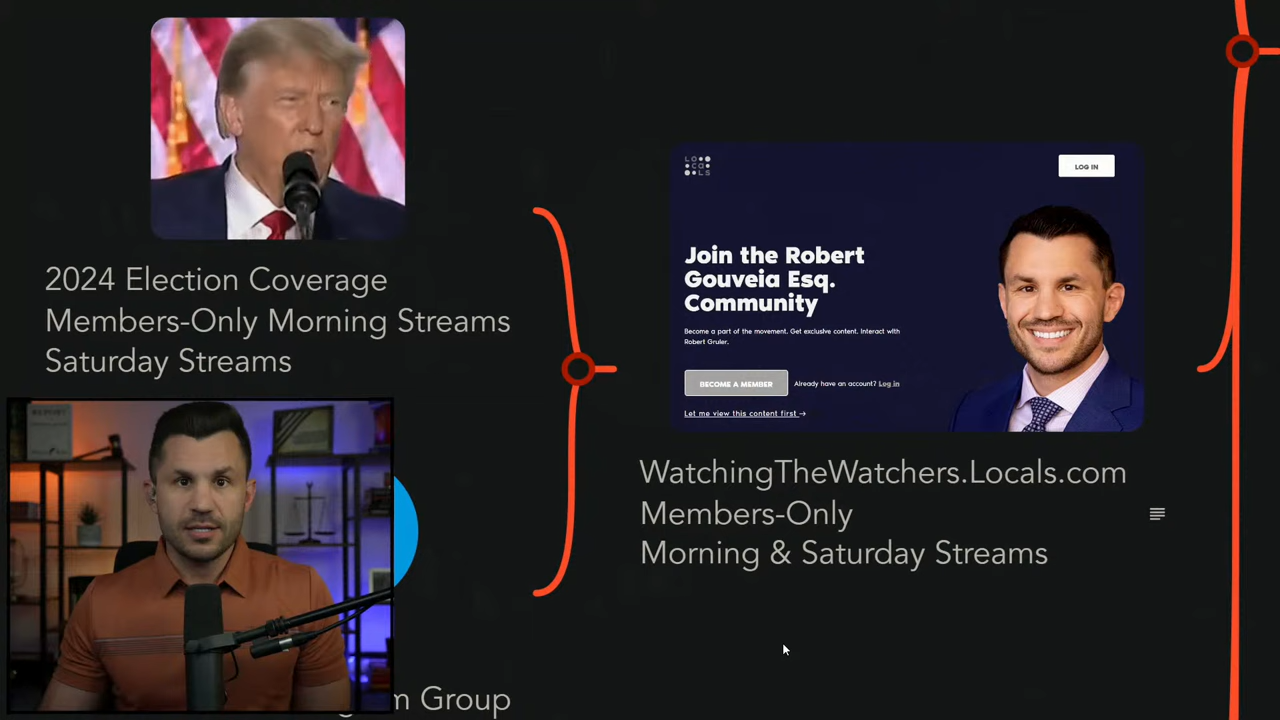 2024 Election Coverage
Members-Only Morning Streams
Saturday Streams
LOCALS
LOG IN
Join the Robert
Gouveia Esq.
Community
Become a part of the movement. Get exclusive content. Interact with
Robert Gruler.
BECOME A MEMBER
Already have an account? Log in
Let me view this content first →
WatchingTheWatchers.Locals.com
Members-Only
Morning & Saturday Streams
Group